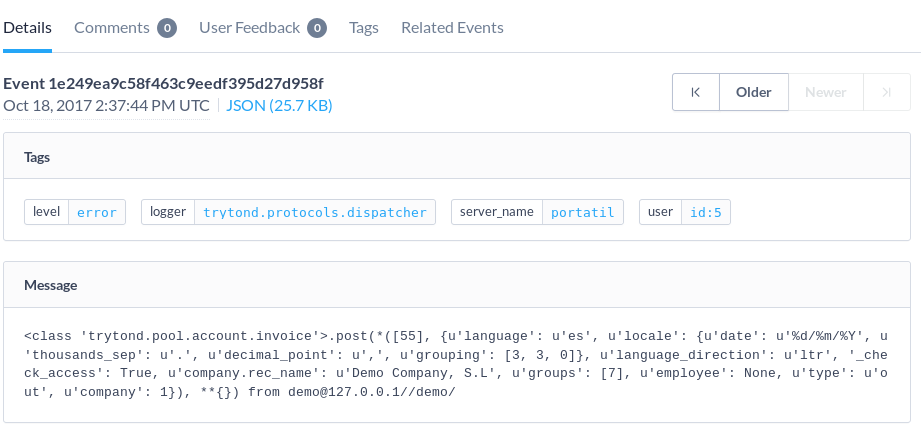 Details Comments 0 User Feedback 0 Tags Related Events
Event 1e249ea9c58f463c9eedf395d27d958f
Oct 18, 2017 2:37:44 PM UTC JSON (25.7 KB)
Older Newer
Tags
level error logger trytond.protocols.dispatcher server_name portatil user id:5
Message
<class 'trytond.pool.account.invoice'>.post(*([55], {u'language': u'es', u'locale': {u'date': u'%d/%m/%Y', u
'thousands_sep': u'.', u'decimal_point': u',', u'grouping': [3, 3, 0]}, u'language_direction': u'ltr', '_che
ck_access': True, u'company.rec_name': u'Demo Company, S.L', u'groups': [7], u'employee': None, u'type': u'o
ut', u'company': 1}), **{}) from demo@127.0.0.1//demo/